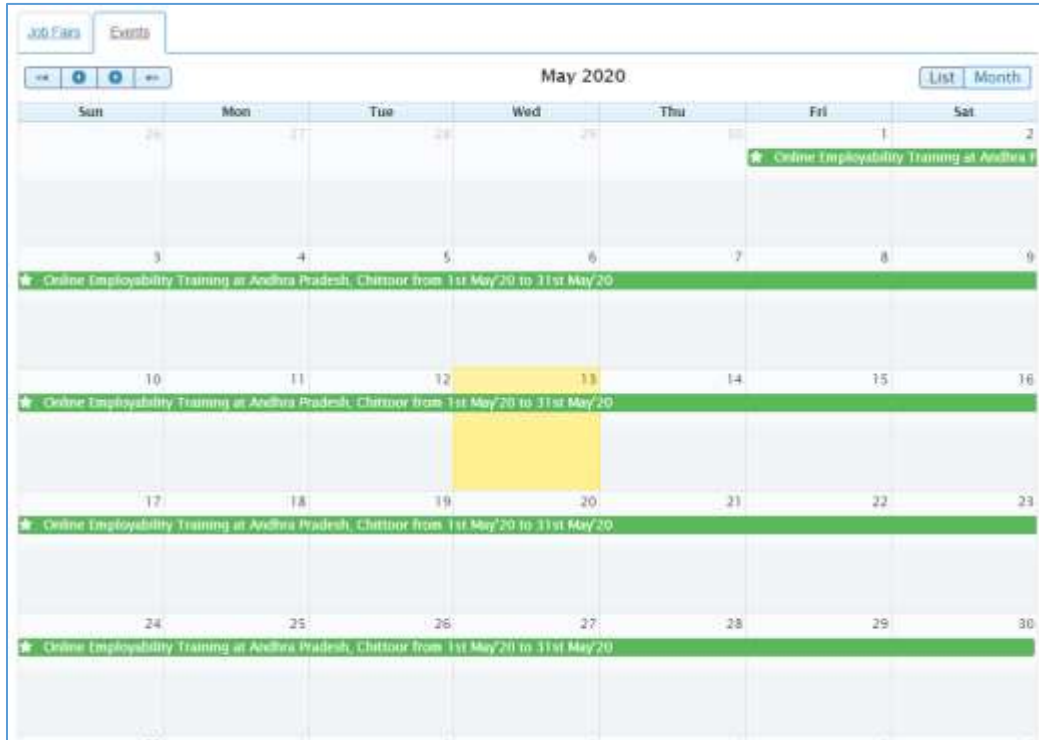 Job Fairs Events
May 2020 List Month
Sun Mon Tue Wed Thu Fri Sat
26 27 28 29 30 1 2
Online Employability Training at Andhra
3 4 5 6 7 8 9
Online Employability Training at Andhra Pradesh, Chittoor from 1st May'20 to 31st May'20
10 11 12 13 14 15 16
Online Employability Training at Andhra Pradesh, Chittoor from 1st May'20 to 31st May'20
17 18 19 20 21 22 23
Online Employability Training at Andhra Pradesh, Chittoor from 1st May'20 to 31st May'20
24 25 26 27 28 29 30
Online Employability Training at Andhra Pradesh, Chittoor from 1st May'20 to 31st May'20